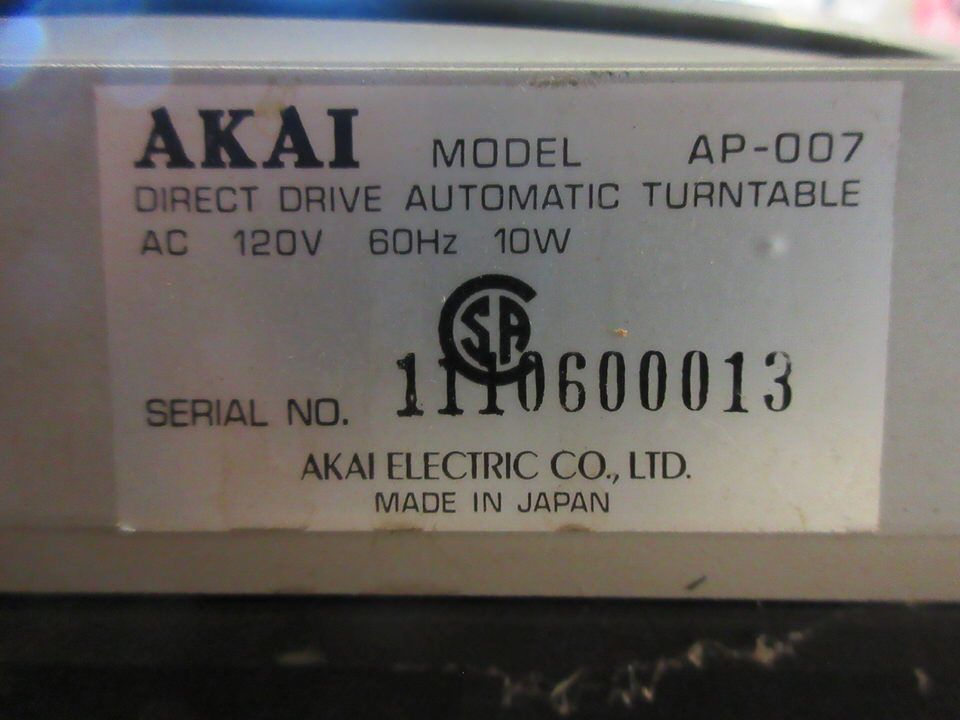 AKAI MODEL AP-007
DIRECT DRIVE AUTOMATIC TURNTABLE
AC 120V 60Hz 10W
CSA
SERIAL NO. 1110600013
AKAI ELECTRIC CO., LTD.
MADE IN JAPAN